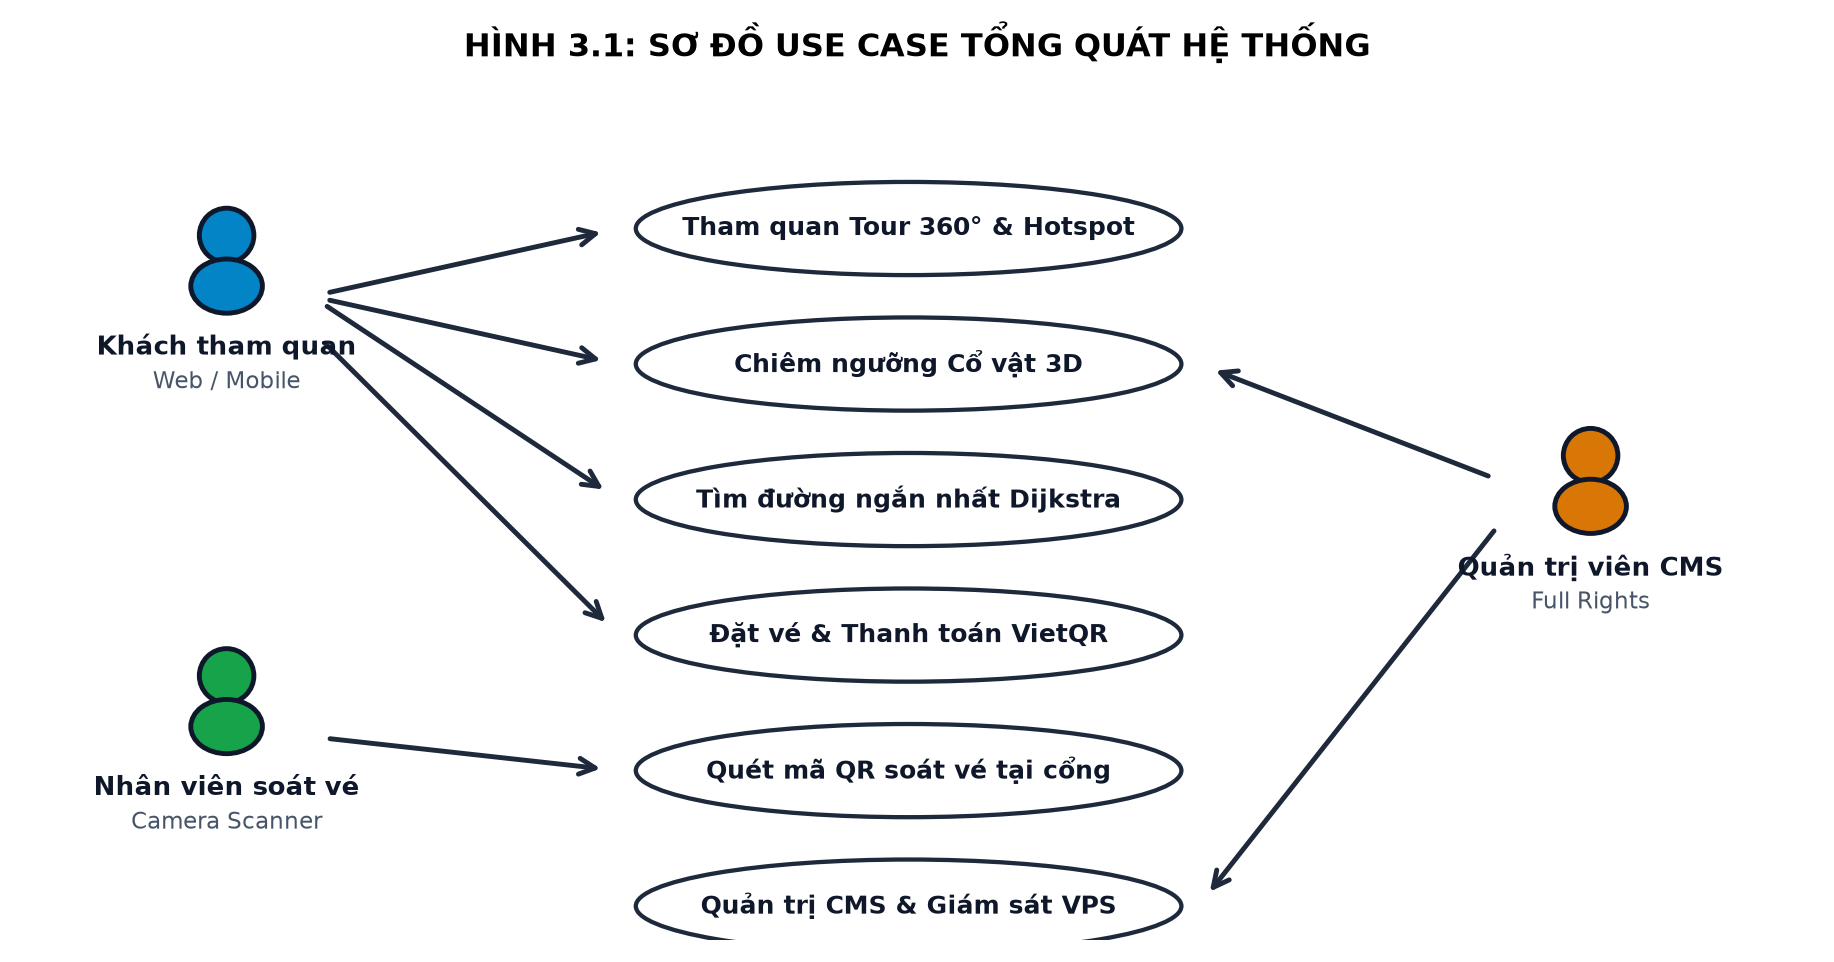 HÌNH 3.1: SƠ ĐỒ USE CASE TỔNG QUÁT HỆ THỐNG
Tham quan Tour 360° & Hotspot
Khách tham quan
Web / Mobile
Chiêm ngưỡng Cổ vật 3D
Tìm đường ngắn nhất Dijkstra
Quản trị viên CMS
Full Rights
Đặt vé & Thanh toán VietQR
Nhân viên soát vé
Camera Scanner
Quét mã QR soát vé tại cổng
Quản trị CMS & Giám sát VPS